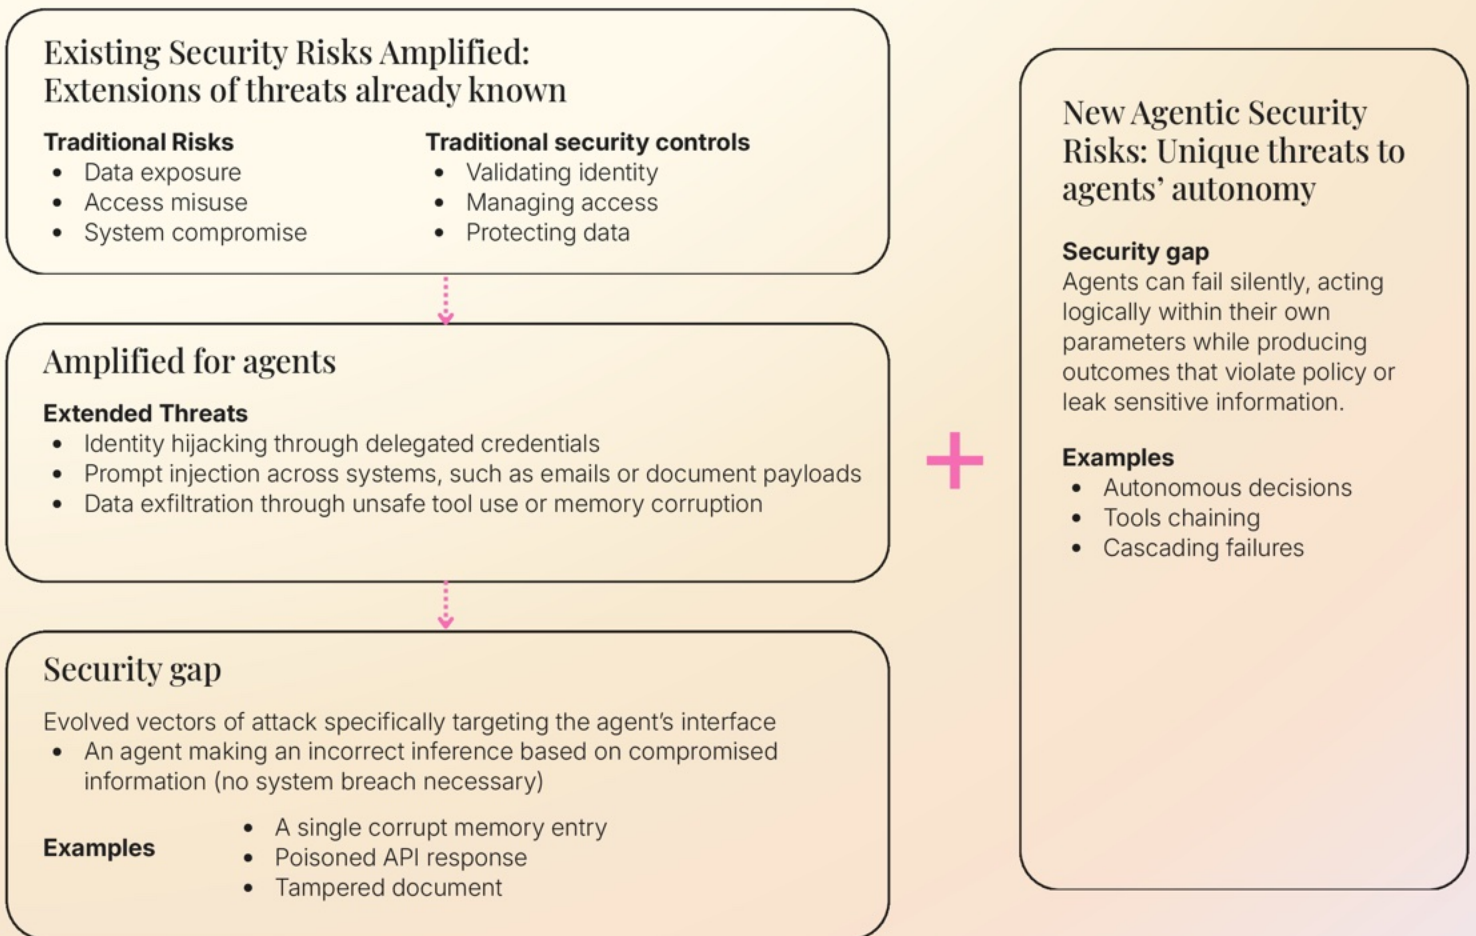 Existing Security Risks Amplified:
Extensions of threats already known
Traditional Risks
• Data exposure
• Access misuse
• System compromise
Traditional security controls
• Validating identity
• Managing access
• Protecting data
Amplified for agents
Extended Threats
• Identity hijacking through delegated credentials
• Prompt injection across systems, such as emails or document payloads
• Data exfiltration through unsafe tool use or memory corruption
Security gap
Evolved vectors of attack specifically targeting the agent’s interface
• An agent making an incorrect inference based on compromised
information (no system breach necessary)
Examples
• A single corrupt memory entry
• Poisoned API response
• Tampered document
+
New Agentic Security
Risks: Unique threats to
agents’ autonomy
Security gap
Agents can fail silently, acting
logically within their own
parameters while producing
outcomes that violate policy or
leak sensitive information.
Examples
• Autonomous decisions
• Tools chaining
• Cascading failures